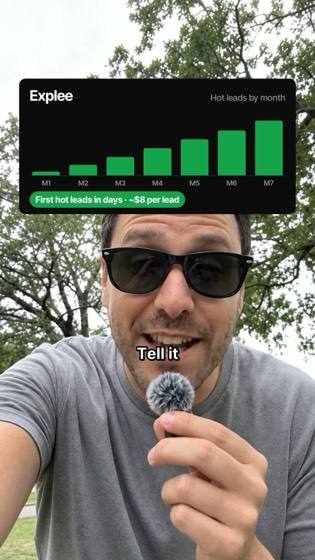 Explee
Hot leads by month
M1 M2 M3 M4 M5 M6 M7
First hot leads in days · ~$8 per lead
Tell it